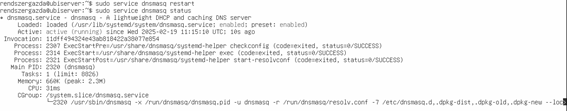 rendszergazda@ubiserver:~$ sudo service dnsmasq restart
rendszergazda@ubiserver:~$ sudo service dnsmasq status
● dnsmasq.service - dnsmasq - A lightweight DHCP and caching DNS server
Loaded: loaded (/usr/lib/systemd/system/dnsmasq.service; enabled; preset: enabled)
Active: active (running) since Wed 2025-02-19 11:15:10 UTC; 10s ago
Invocation:
Process: 2307 ExecStartPre=/usr/share/dnsmasq/systemd-helper checkconfig (code=exited, status=0/SUCCESS)
Process: 2314 ExecStart=/usr/share/dnsmasq/systemd-helper exec (code=exited, status=0/SUCCESS)
Process: 2321 ExecStartPost=/usr/share/dnsmasq/systemd-helper start-resolvconf (code=exited, status=0/SUCCESS)
Main PID: 2320 (dnsmasq)
Tasks: 1 (limit: 8826)
Memory: 660K (peak: 2.3M)
CPU: 31ms
CGroup: /system.slice/dnsmasq.service
└─2320 /usr/sbin/dnsmasq -x /run/dnsmasq/dnsmasq.pid -u dnsmasq -r /run/dnsmasq/resolv.conf -7 /etc/dnsmasq.d,.dpkg-dist,.dpkg-old,.dpkg-new --loc